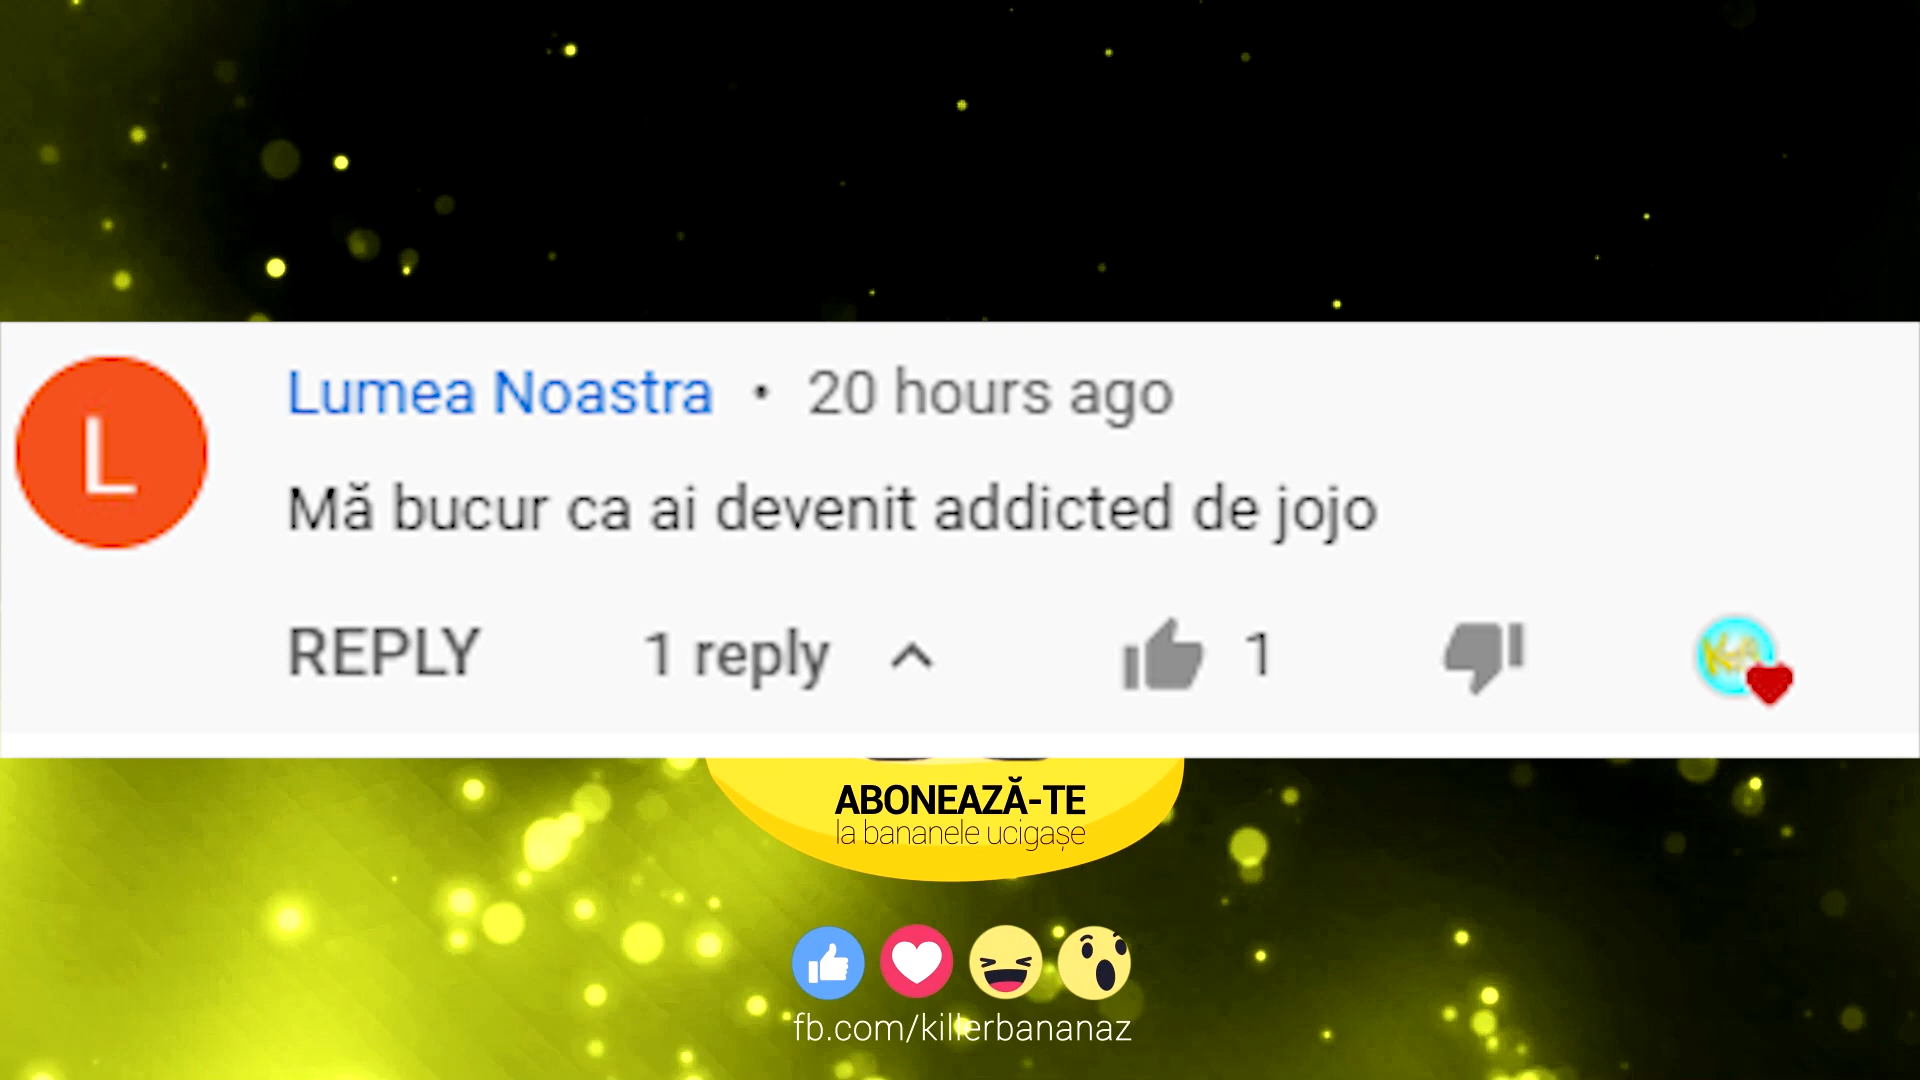 L
Lumea Noastra • 20 hours ago
Mă bucur ca ai devenit addicted de jojo
REPLY 1 reply 1
ABONEAZĂ-TE
la bananele ucigașe
fb.com/killerbananaz